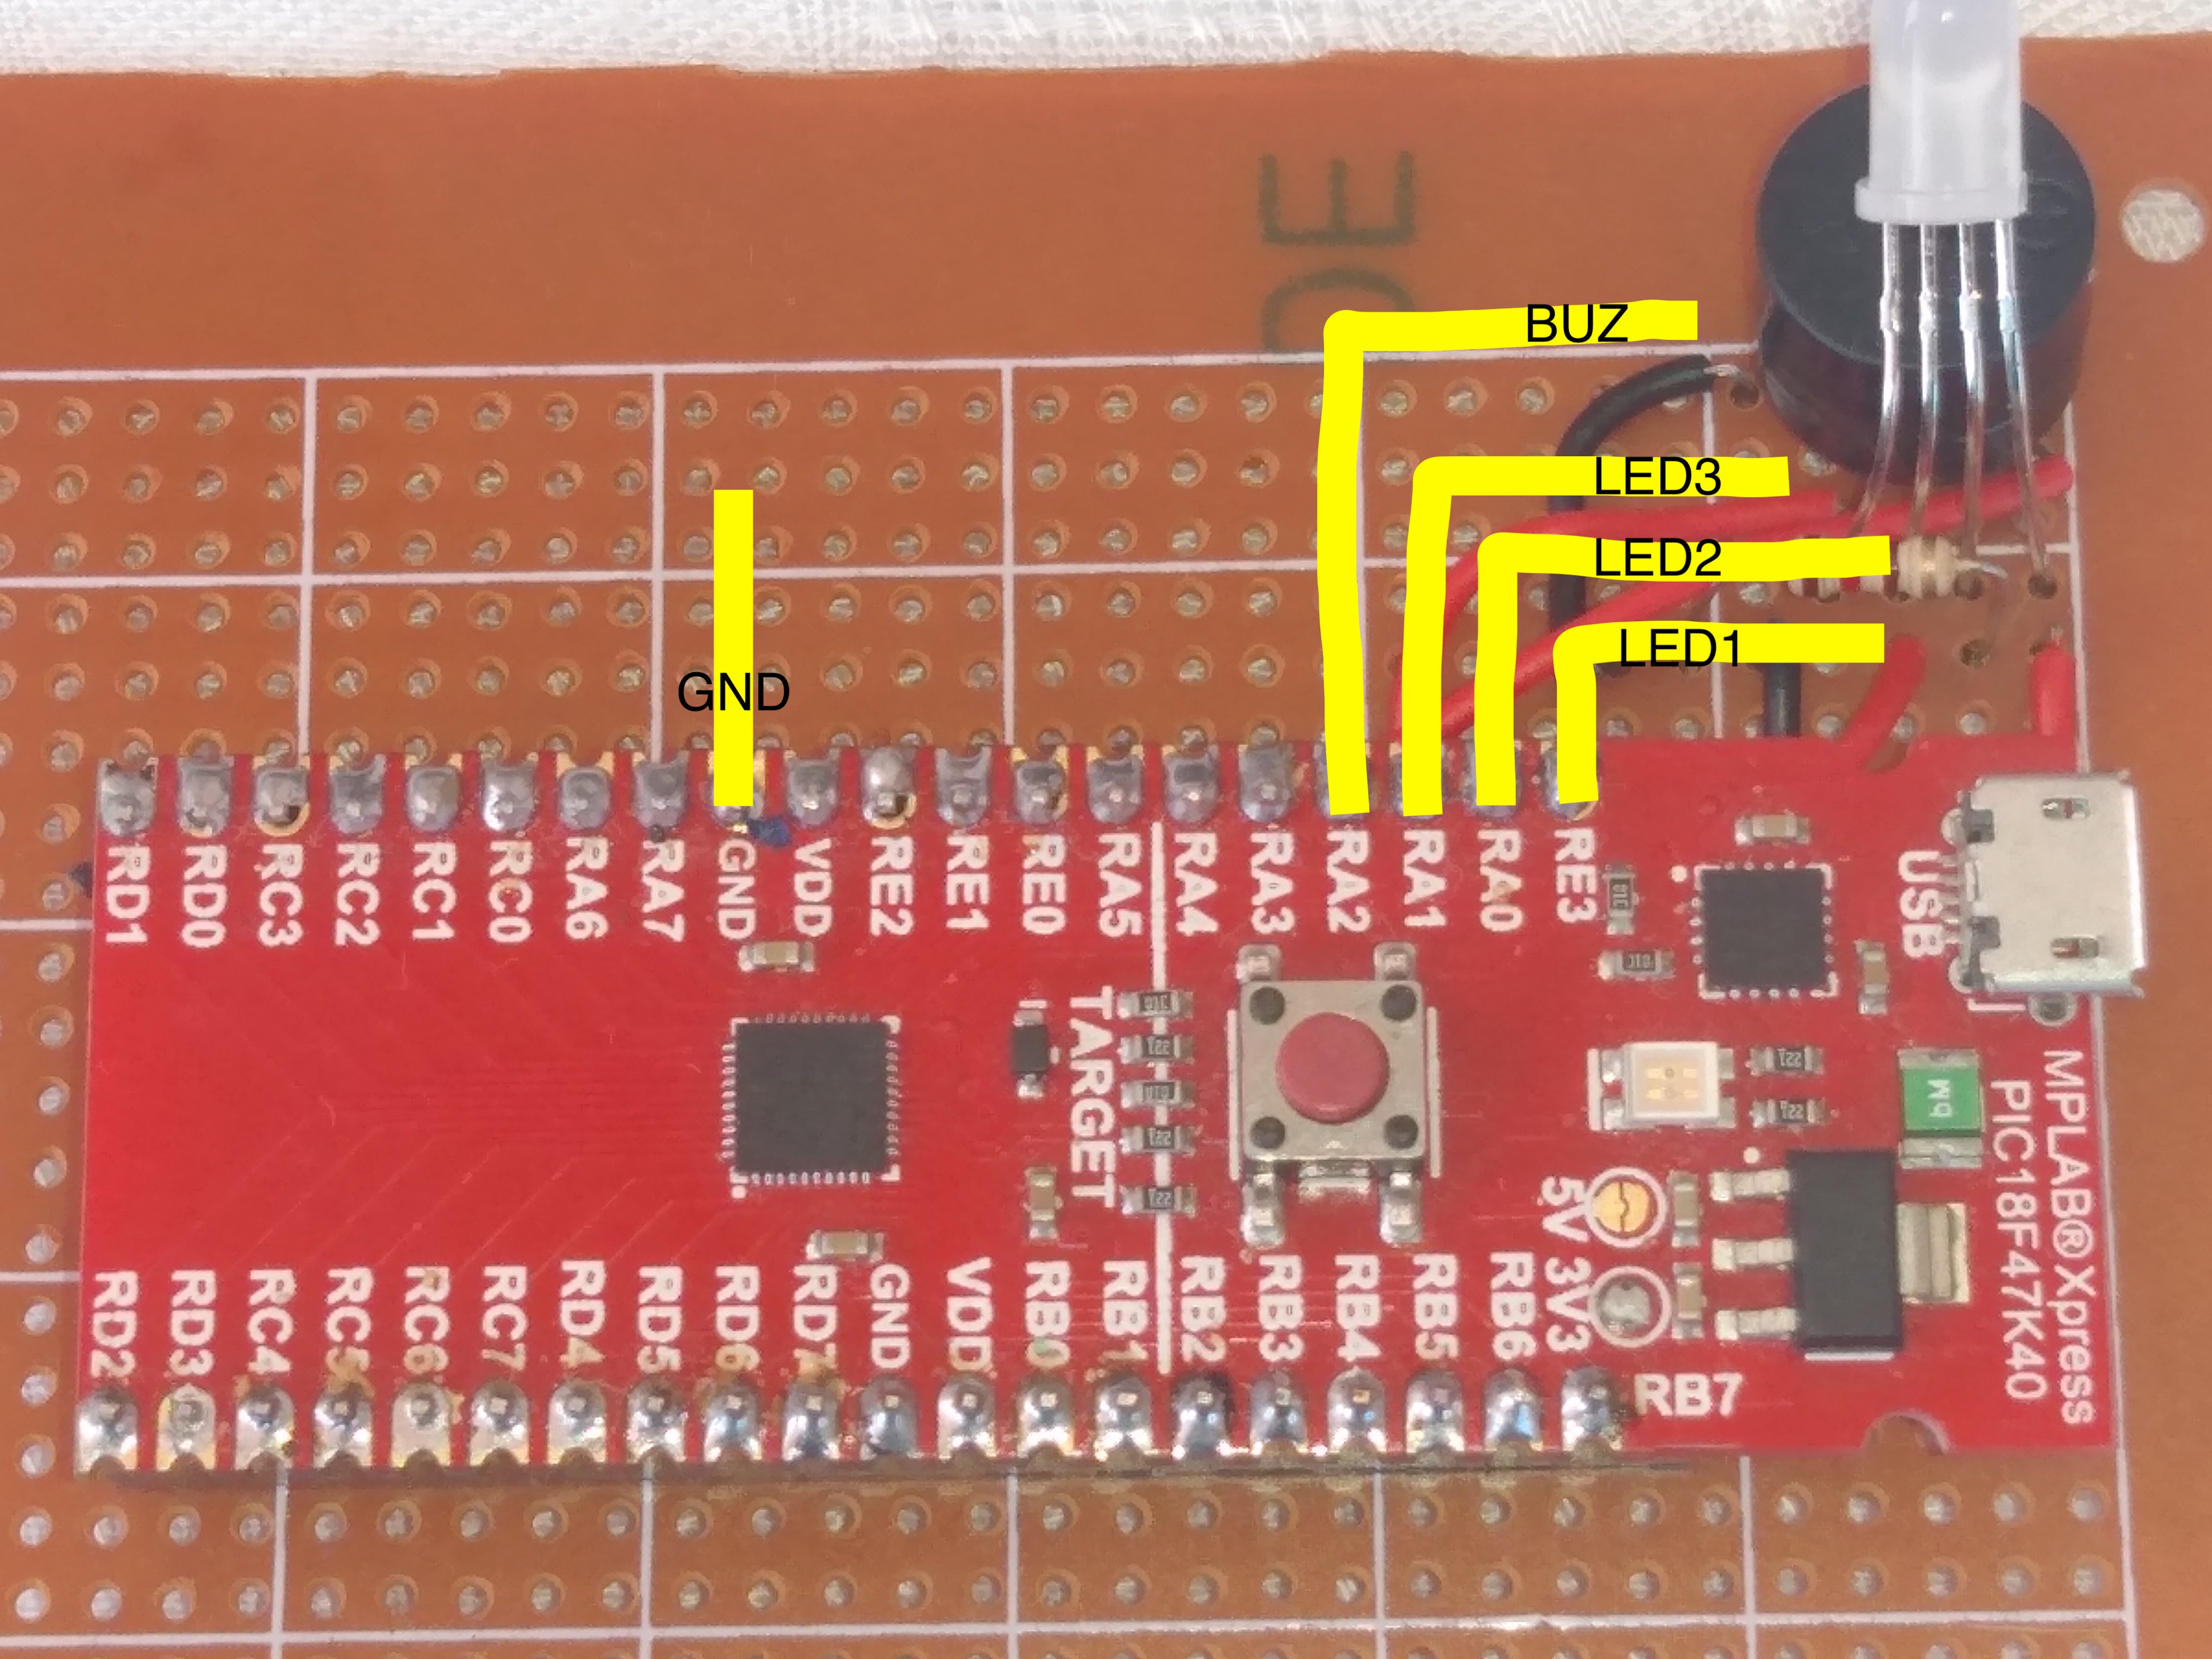 DE
BUZ
LED3
LED2
LED1
GND
RD1
RD0
RC3
RC2
RC1
RC0
RA6
RA7
GND
VDD
RE2
RE1
RE0
RA5
RA4
RA3
RA2
RA1
RA0
RE3
USB
TARGET
MPLAB®Xpress
PIC18F47K40
5V
3V3
RD2
RD3
RC4
RC5
RC6
RC7
RD4
RD5
RD6
RD7
GND
VDD
RB0
RB1
RB2
RB3
RB4
RB5
RB6
RB7